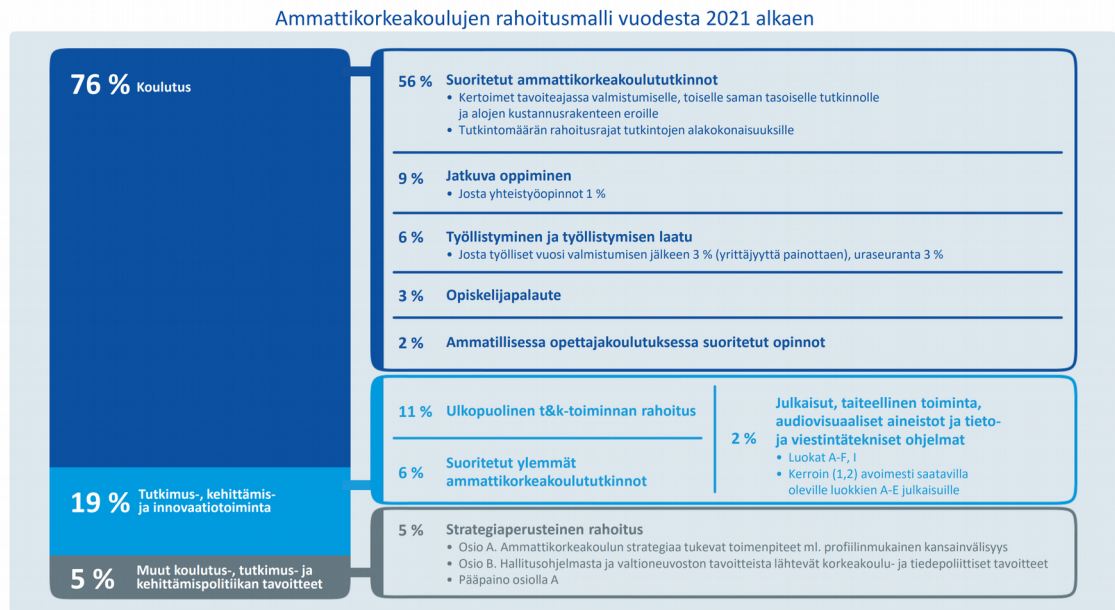 Ammattikorkeakoulujen rahoitusmalli vuodesta 2021 alkaen
76 % Koulutus
56 % Suoritetut ammattikorkeakoulututkinnot
• Kertoimet tavoiteajassa valmistumiselle, toiselle saman tasoiselle tutkinnolle
ja alojen kustannusrakenteen eroille
• Tutkintomäärän rahoitusrajat tutkintojen alakokonaisuuksille
9 % Jatkuva oppiminen
• Josta yhteistyöopinnot 1 %
6 % Työllistyminen ja työllistymisen laatu
• Josta työlliset vuosi valmistumisen jälkeen 3 % (yrittäjyyttä painottaen), uraseuranta 3 %
3 % Opiskelijapalaute
2 % Ammatillisessa opettajakoulutuksessa suoritetut opinnot
19 % Tutkimus-, kehittämis-
ja innovaatiotoiminta
11 % Ulkopuolinen t&k-toiminnan rahoitus
6 % Suoritetut ylemmät
ammattikorkeakoulututkinnot
2 % Julkaisut, taiteellinen toiminta,
audiovisuaaliset aineistot ja tieto-
ja viestintätekniset ohjelmat
• Luokat A-F, I
• Kerroin (1,2) avoimesti saatavilla
oleville luokkien A-E julkaisuille
5 % Muut koulutus-, tutkimus- ja
kehittämispolitiikan tavoitteet
5 % Strategiaperusteinen rahoitus
• Osio A. Ammattikorkeakoulun strategiaa tukevat toimenpiteet ml. profiilinmukainen kansainvälisyys
• Osio B. Hallitusohjelmasta ja valtioneuvoston tavoitteista lähtevät korkeakoulu- ja tiedepoliittiset tavoitteet
• Pääpaino osiolla A